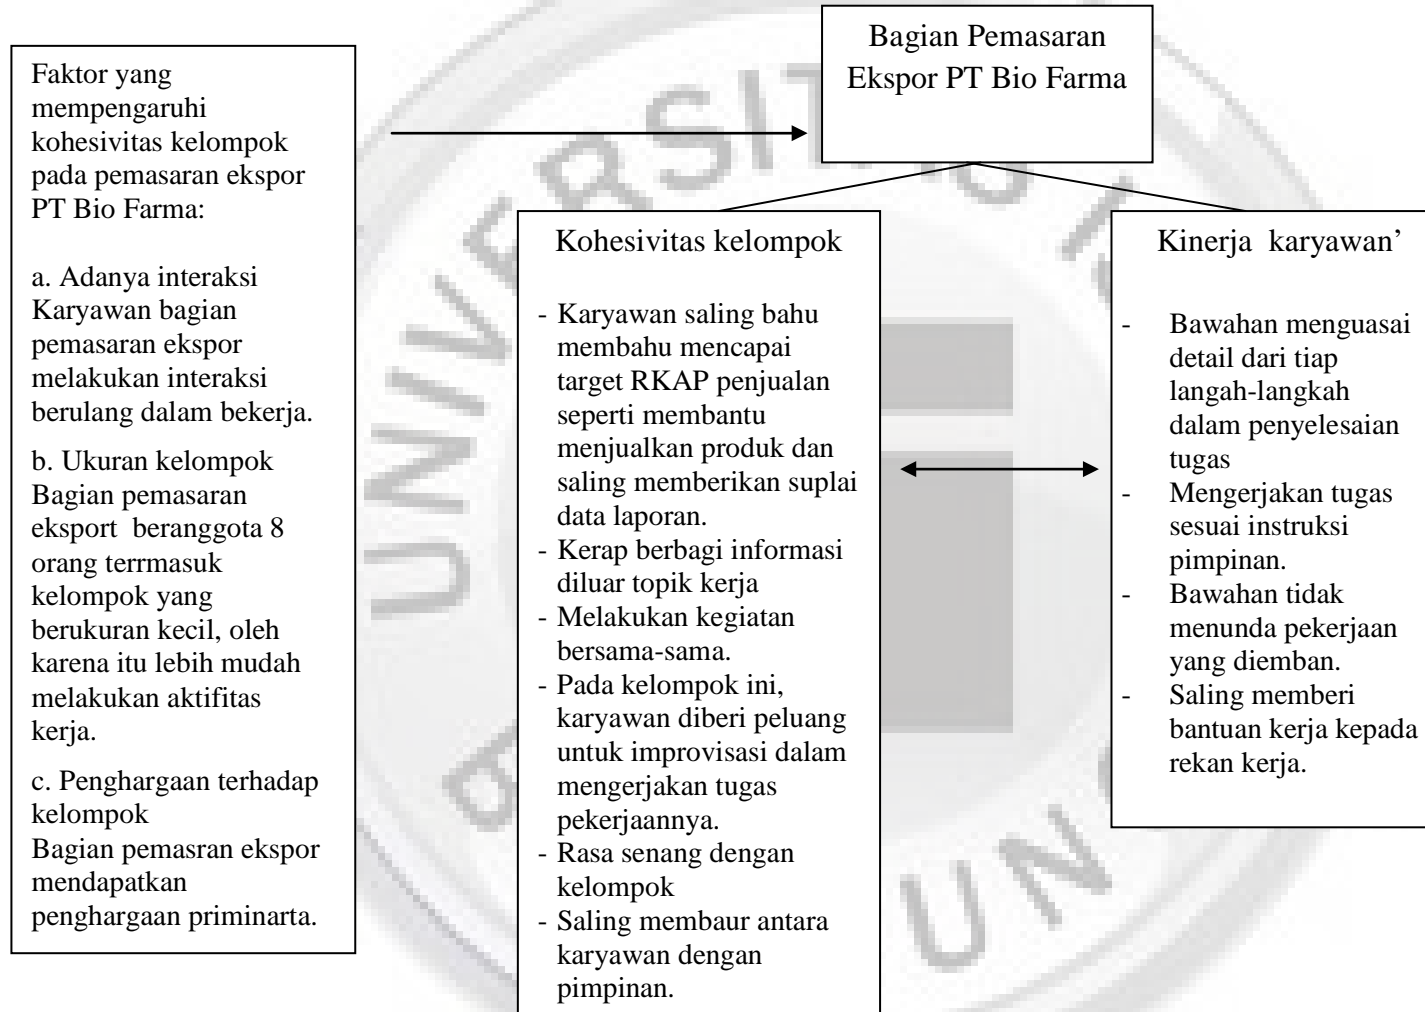 Faktor yang
mempengaruhi
kohesivitas kelompok
pada pemasaran ekspor
PT Bio Farma:
a. Adanya interaksi
Karyawan bagian
pemasaran ekspor
melakukan interaksi
berulang dalam bekerja.
b. Ukuran kelompok
Bagian pemasaran
eksport beranggota 8
orang terrmasuk
kelompok yang
berukuran kecil, oleh
karena itu lebih mudah
melakukan aktifitas
kerja.
c. Penghargaan terhadap
kelompok
Bagian pemasran ekspor
mendapatkan
penghargaan priminarta.
Bagian Pemasaran
Ekspor PT Bio Farma
Kohesivitas kelompok
- Karyawan saling bahu
membahu mencapai
target RKAP penjualan
seperti membantu
menjualkan produk dan
saling memberikan suplai
data laporan.
- Kerap berbagi informasi
diluar topik kerja
- Melakukan kegiatan
bersama-sama.
- Pada kelompok ini,
karyawan diberi peluang
untuk improvisasi dalam
mengerjakan tugas
pekerjaannya.
- Rasa senang dengan
kelompok
- Saling membaur antara
karyawan dengan
pimpinan.
Kinerja karyawan’
- Bawahan menguasai
detail dari tiap
langah-langkah
dalam penyelesaian
tugas
- Mengerjakan tugas
sesuai instruksi
pimpinan.
- Bawahan tidak
menunda pekerjaan
yang diemban.
- Saling memberi
bantuan kerja kepada
rekan kerja.